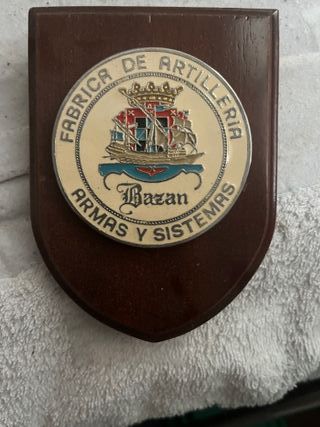 FABRICA DE ARTILLERIA
Bazan
ARMAS Y SISTEMAS